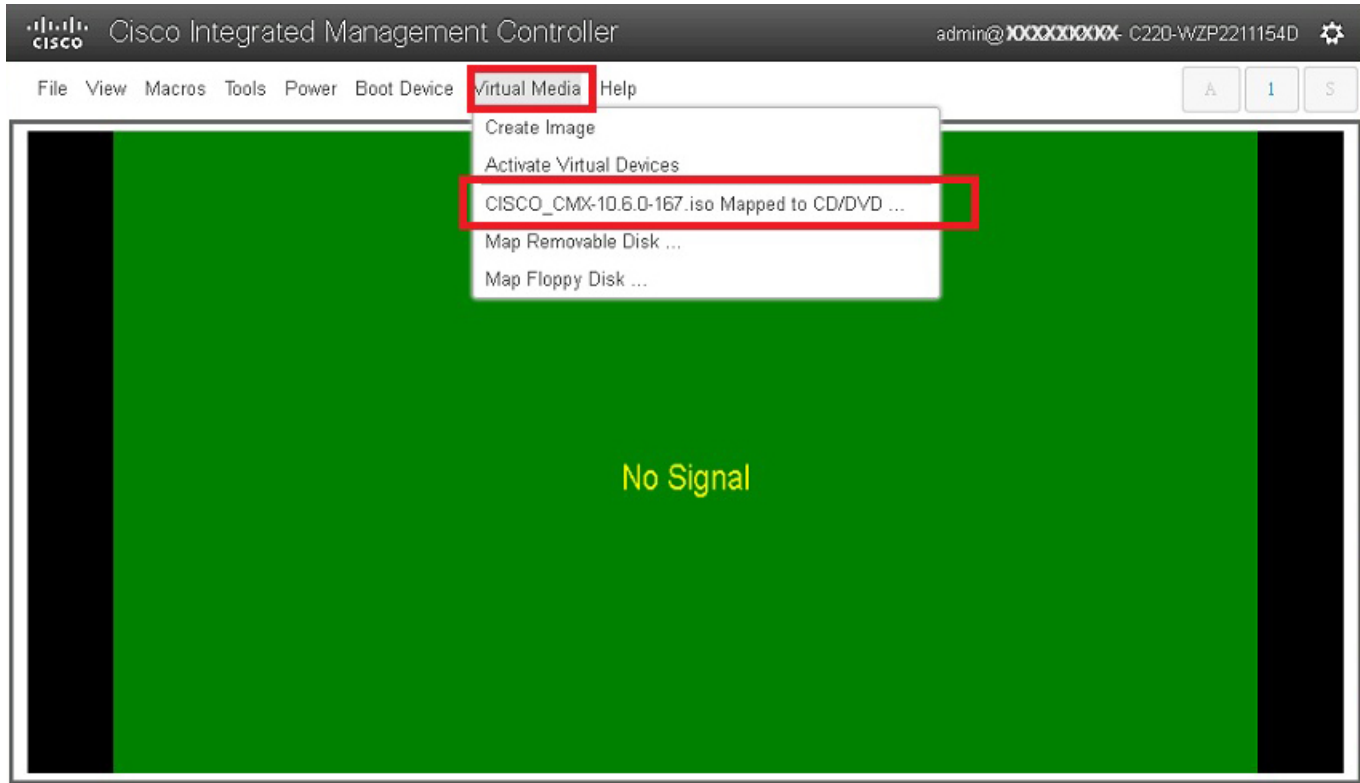 CISCO Cisco Integrated Management Controller admin@XXXXXXXXX- C220-WZP2211154D
File View Macros Tools Power Boot Device Virtual Media Help A 1 S
Create Image
Activate Virtual Devices
CISCO_CMX-10.6.0-167.iso Mapped to CD/DVD ...
Map Removable Disk ...
Map Floppy Disk ...
No Signal